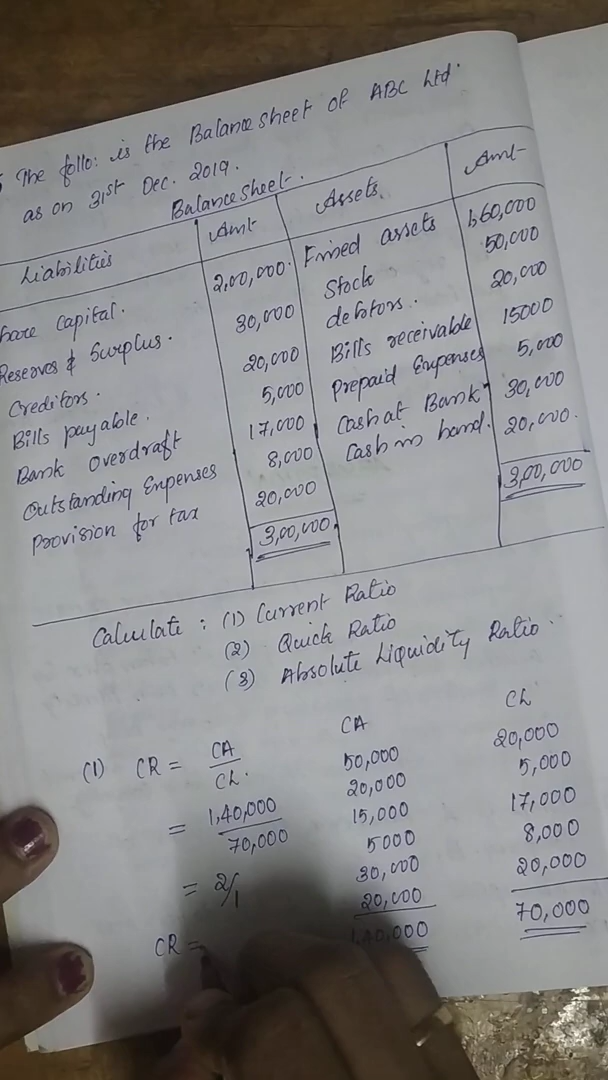 The follo: is the Balance sheet of ABC Ltd.
as on 31st Dec. 2019.
Balance sheet.
Liabilities Amt Assets Amt
hare Capital. 2,00,000. Fixed assets 1,60,000
Reserves & Surplus. 30,000 Stock 50,000
Creditors. 20,000 debtors. 20,000
Bills payable. 5,000 Bills receivable 15000
Bank Overdraft 17,000 Prepaid Expenses 5,000
Outstanding Expenses 8,000 Cash at Bank 30,000
Provision for tax 20,000 Cash in hand. 20,000.
3,00,000. 3,00,000
Calculate : (1) Current Ratio
(2) Quick Ratio
(3) Absolute Liquidity Ratio
(1) CR = CA/CL. CA CL
= 1,40,000/70,000 50,000 20,000
= 2/1 20,000 5,000
CR = 15,000 17,000
5000 8,000
30,000 20,000
20,000 70,000
1,40,000